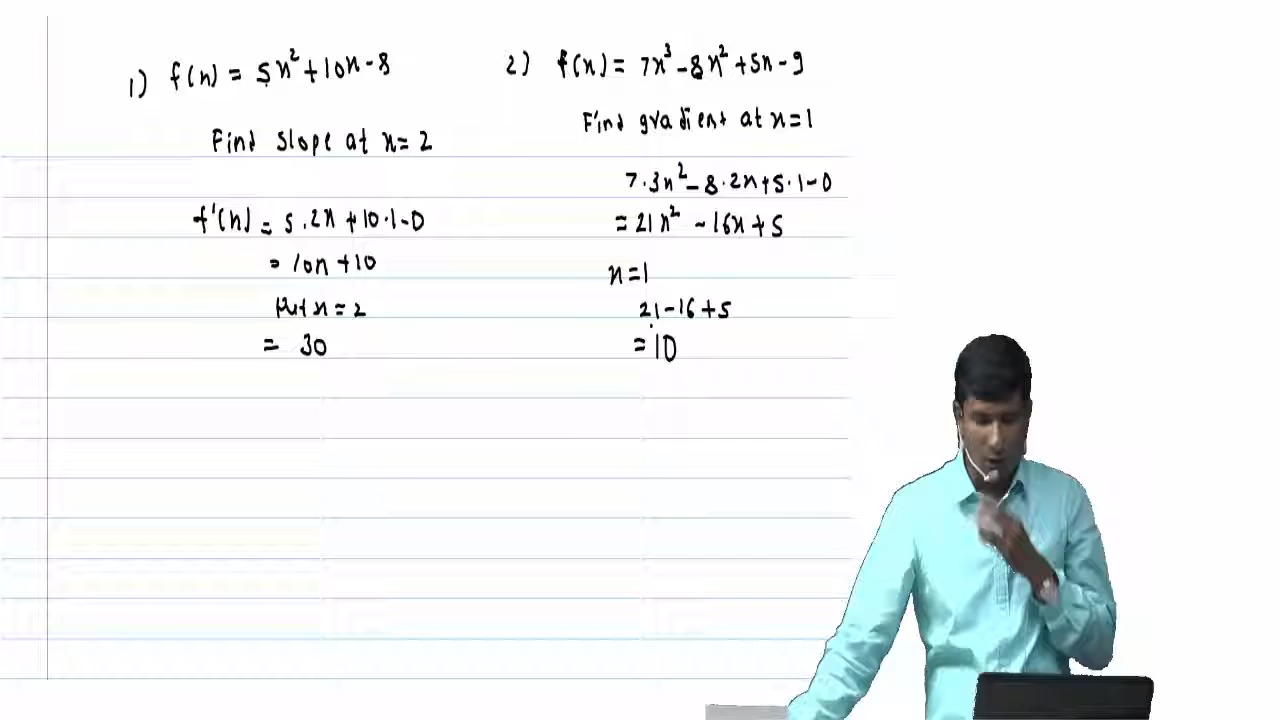 1) f(x) = 5x² + 10x - 8
Find slope at x = 2
f'(x) = 5.2x + 10.1 - 0
= 10x + 10
Put x = 2
= 30
2) f(x) = 7x³ - 8x² + 5x - 9
Find gradient at x = 1
7.3x² - 8.2x + 5.1 - 0
= 21x² - 16x + 5
x = 1
21 - 16 + 5
= 10